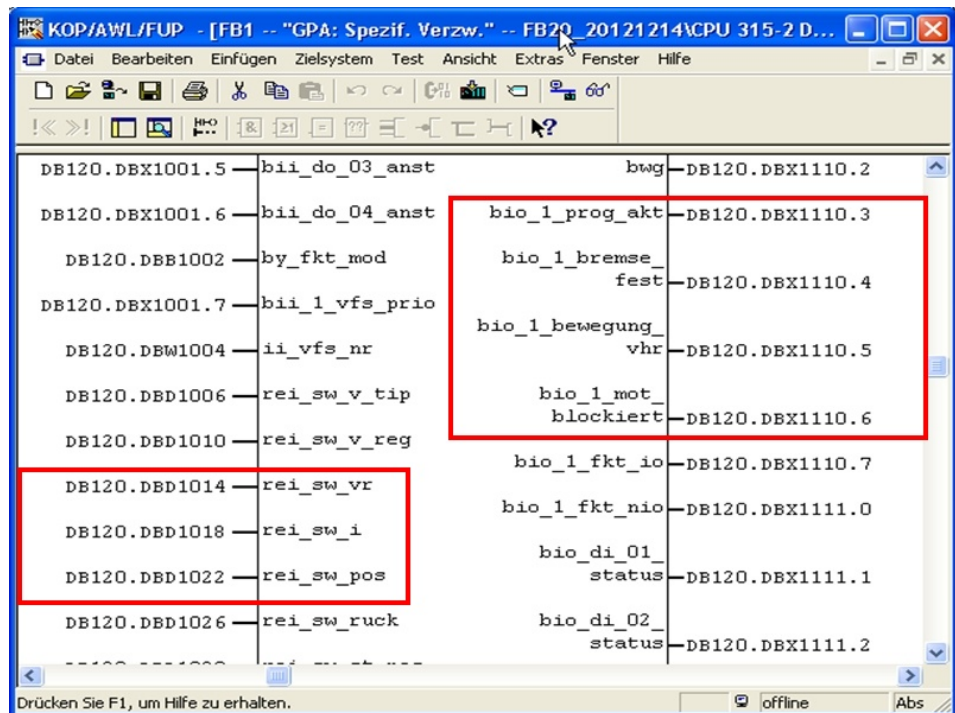 KOP/AWL/FUP - [FB1 -- "GPA: Spezif. Verzw." -- FB20_20121214\CPU 315-2 D...
Datei Bearbeiten Einfügen Zielsystem Test Ansicht Extras Fenster Hilfe
DB120.DBX1001.5 bii_do_03_anst
DB120.DBX1001.6 bii_do_04_anst
DB120.DBB1002 by_fkt_mod
DB120.DBX1001.7 bii_1_vfs_prio
DB120.DBW1004 ii_vfs_nr
DB120.DBD1006 rei_sw_v_tip
DB120.DBD1010 rei_sw_v_reg
DB120.DBD1014 rei_sw_vr
DB120.DBD1018 rei_sw_i
DB120.DBD1022 rei_sw_pos
DB120.DBD1026 rei_sw_ruck
bwg DB120.DBX1110.2
bio_1_prog_akt DB120.DBX1110.3
bio_1_bremse_
fest DB120.DBX1110.4
bio_1_bewegung_
vhr DB120.DBX1110.5
bio_1_mot_
blockiert DB120.DBX1110.6
bio_1_fkt_io DB120.DBX1110.7
bio_1_fkt_nio DB120.DBX1111.0
bio_di_01_
status DB120.DBX1111.1
bio_di_02_
status DB120.DBX1111.2
Drücken Sie F1, um Hilfe zu erhalten.
offline
Abs